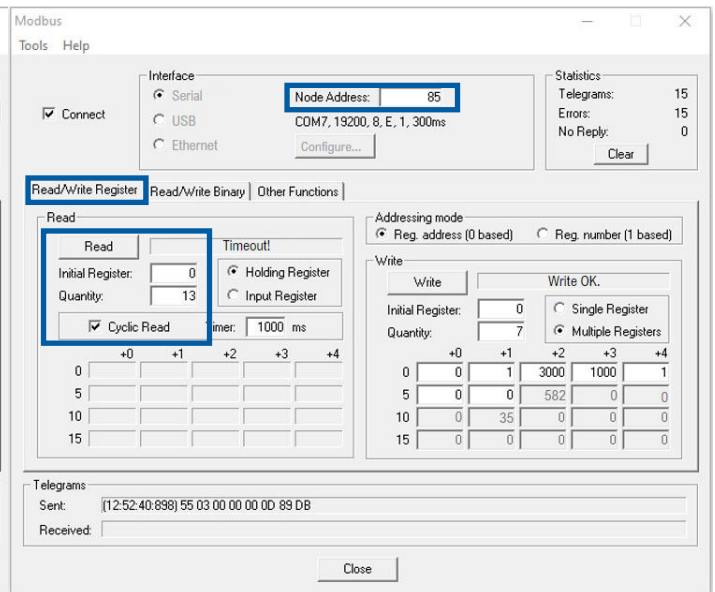 Modbus
Tools Help
Connect
Interface
Serial
USB
Ethernet
Node Address: 85
COM7, 19200, 8, E, 1, 300ms
Configure...
Statistics
Telegrams: 15
Errors: 15
No Reply: 0
Clear
Read/Write Register Read/Write Binary Other Functions
Read
Read Timeout!
Initial Register: 0
Quantity: 13
Holding Register
Input Register
Cyclic Read Timer: 1000 ms
+0 +1 +2 +3 +4
0
5
10
15
Addressing mode
Reg. address (0 based) Reg. number (1 based)
Write
Write Write OK.
Initial Register: 0
Quantity: 7
Single Register
Multiple Registers
+0 +1 +2 +3 +4
0 0 1 3000 1000 1
5 0 0 582 0 0
10 0 35 0 0 0
15 0 0 0 0 0
Telegrams
Sent: (12:52:40:898) 55 03 00 00 00 0D 89 DB
Received:
Close